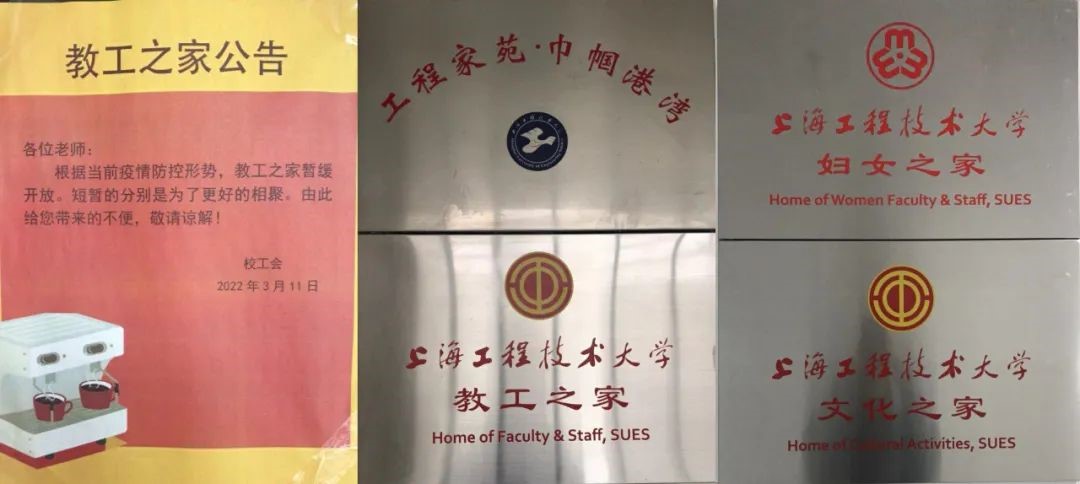 教工之家公告
各位老师：
根据当前疫情防控形势，教工之家暂缓
开放。短暂的分别是为了更好的相聚。由此
给您带来的不便，敬请谅解！
校工会
2022年3月11日
工程家苑·巾帼港湾
上海工程技术大学
教工之家
Home of Faculty & Staff, SUES
上海工程技术大学
妇女之家
Home of Women Faculty & Staff, SUES
上海工程技术大学
文化之家
Home of Cultural Activities, SUES